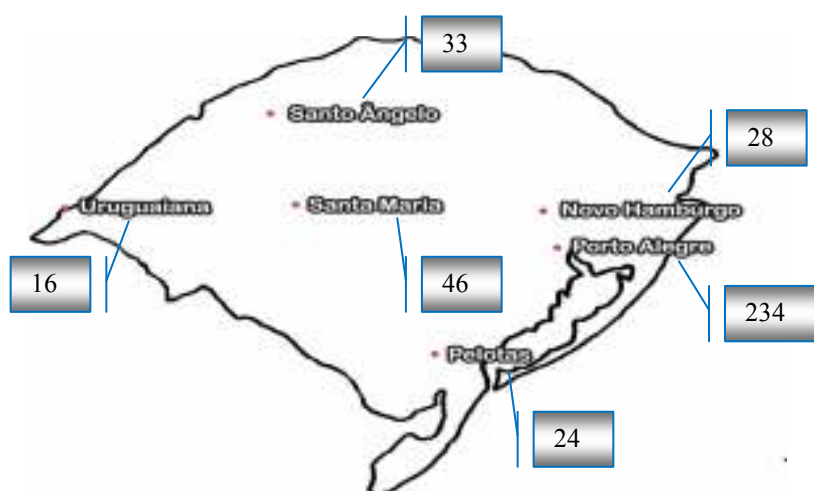 33
Santo Ângelo
28
Uruguaiana
Santa Maria
Novo Hamburgo
Porto Alegre
16
46
234
Pelotas
24